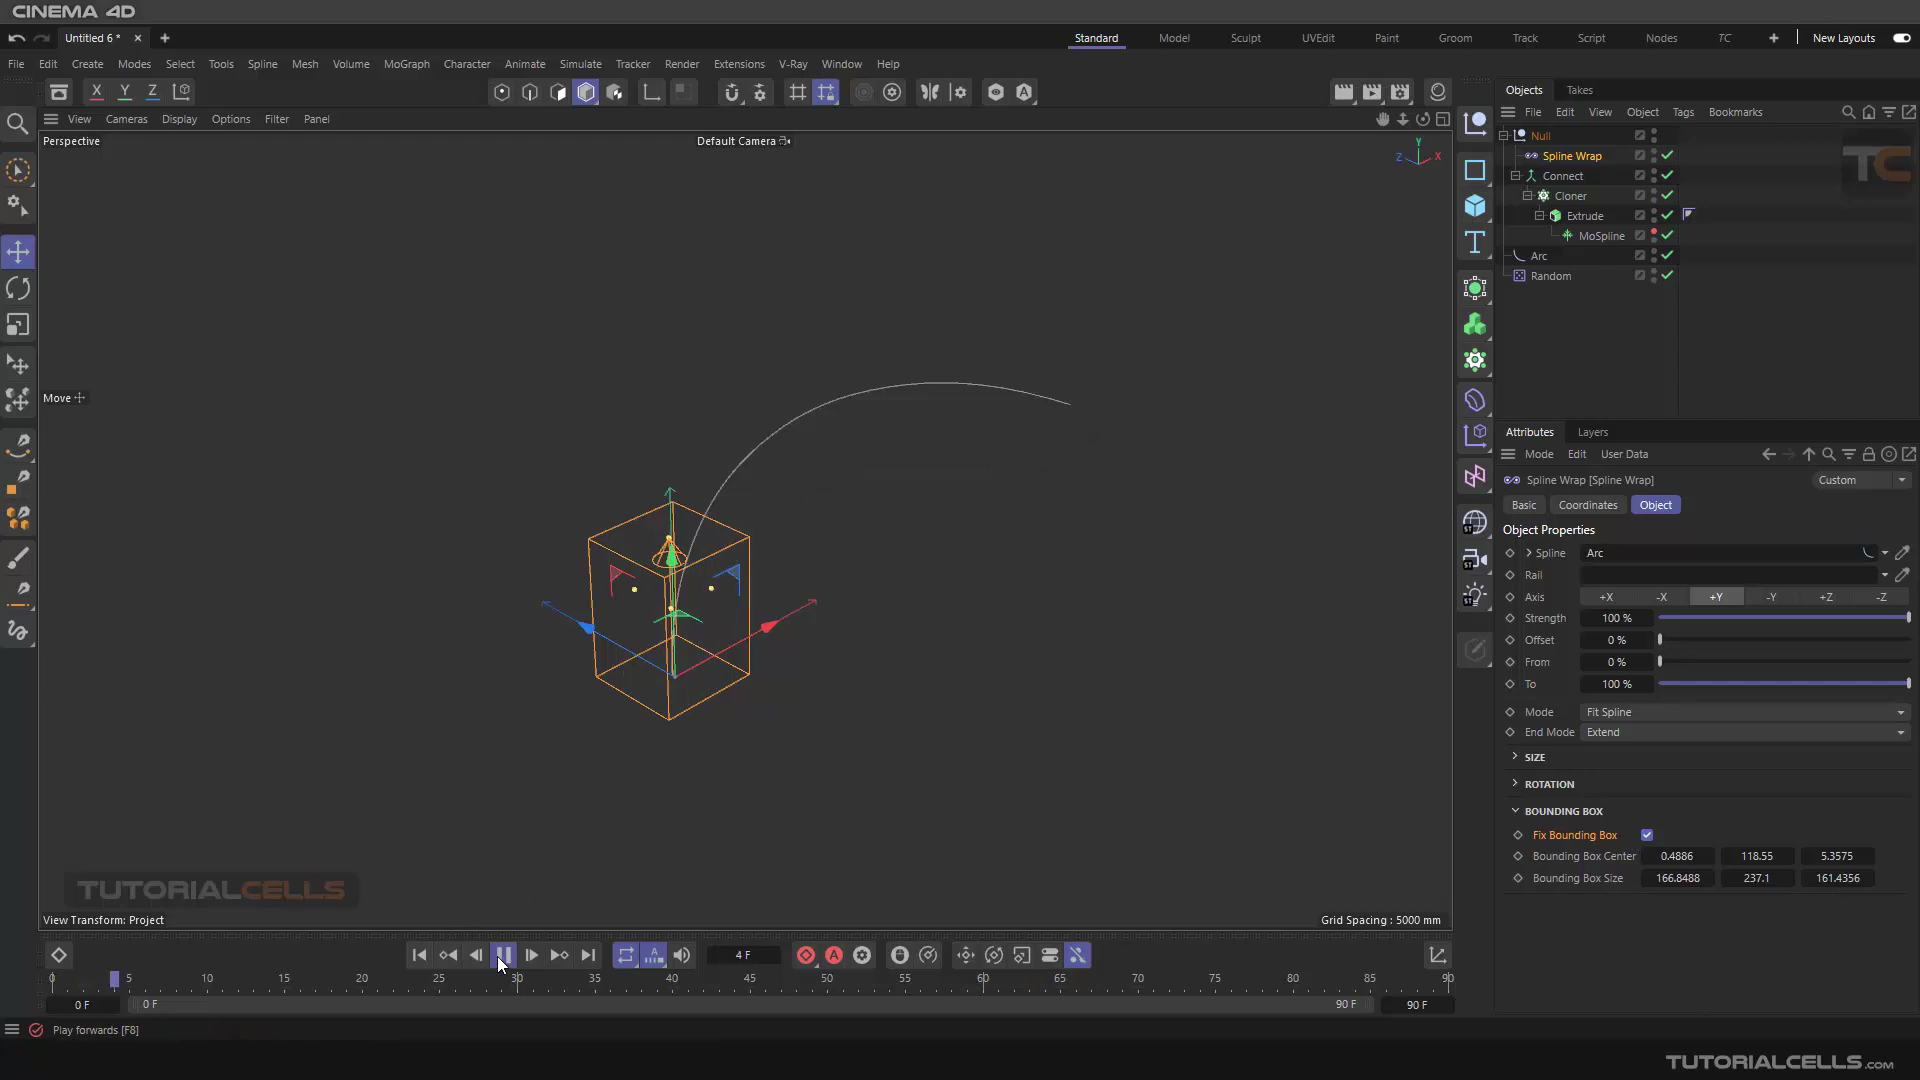 CINEMA 4D
Untitled 6 *
Standard
Model
Sculpt
UVEdit
Paint
Groom
Track
Script
Nodes
TC
New Layouts
File Edit Create Modes Select Tools Spline Mesh Volume MoGraph Character Animate Simulate Tracker Render Extensions V-Ray Window Help
X Y Z
View Cameras Display Options Filter Panel
Perspective
Default Camera
Y
Z X
Move
TUTORIALCELLS
View Transform: Project
Grid Spacing : 5000 mm
Objects Takes
File Edit View Object Tags Bookmarks
Null
Spline Wrap
Connect
Cloner
Extrude
MoSpline
Arc
Random
TC
Attributes Layers
Mode Edit User Data
Spline Wrap [Spline Wrap]
Custom
Basic Coordinates Object
Object Properties
Spline Arc
Rail
Axis +X -X +Y -Y +Z -Z
Strength 100 %
Offset 0 %
From 0 %
To 100 %
Mode Fit Spline
End Mode Extend
SIZE
ROTATION
BOUNDING BOX
Fix Bounding Box
Bounding Box Center 0.4886 118.55 5.3575
Bounding Box Size 166.8488 237.1 161.4356
4 F
0 5 10 15 20 25 30 35 40 45 50 55 60 65 70 75 80 85 90
0 F 0 F 90 F 90 F
Play forwards [F8]
TUTORIALCELLS.com